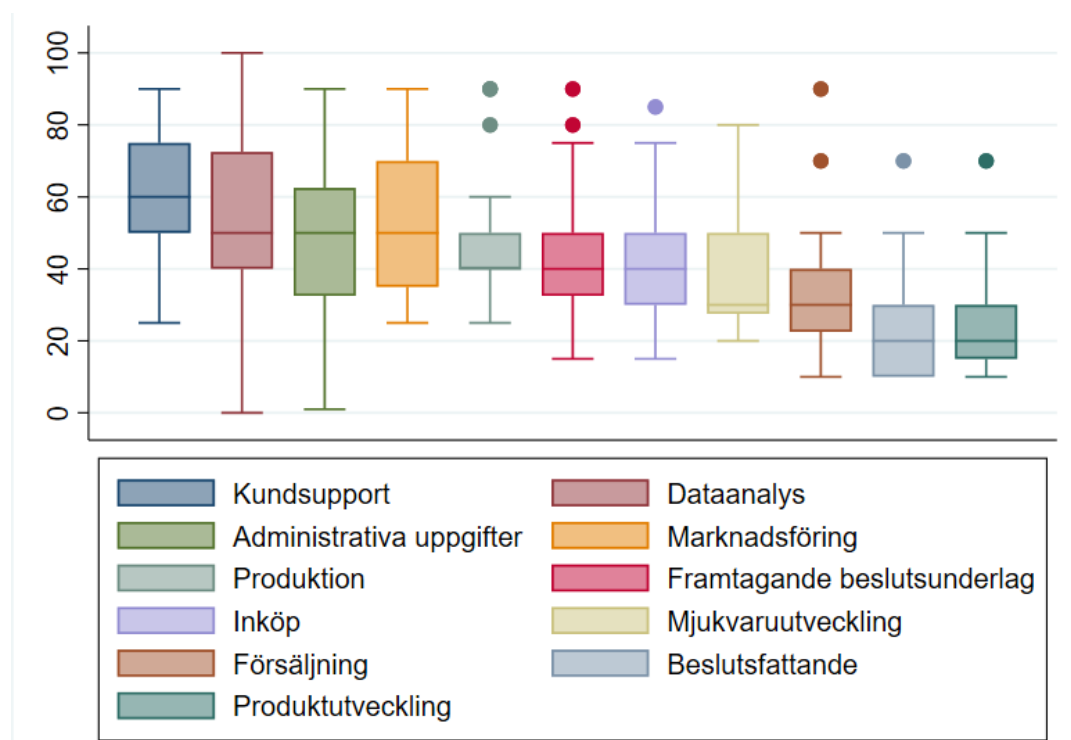 100
80
60
40
20
0
Kundsupport
Dataanalys
Administrativa uppgifter
Marknadsföring
Produktion
Framtagande beslutsunderlag
Inköp
Mjukvaruutveckling
Försäljning
Beslutsfattande
Produktutveckling